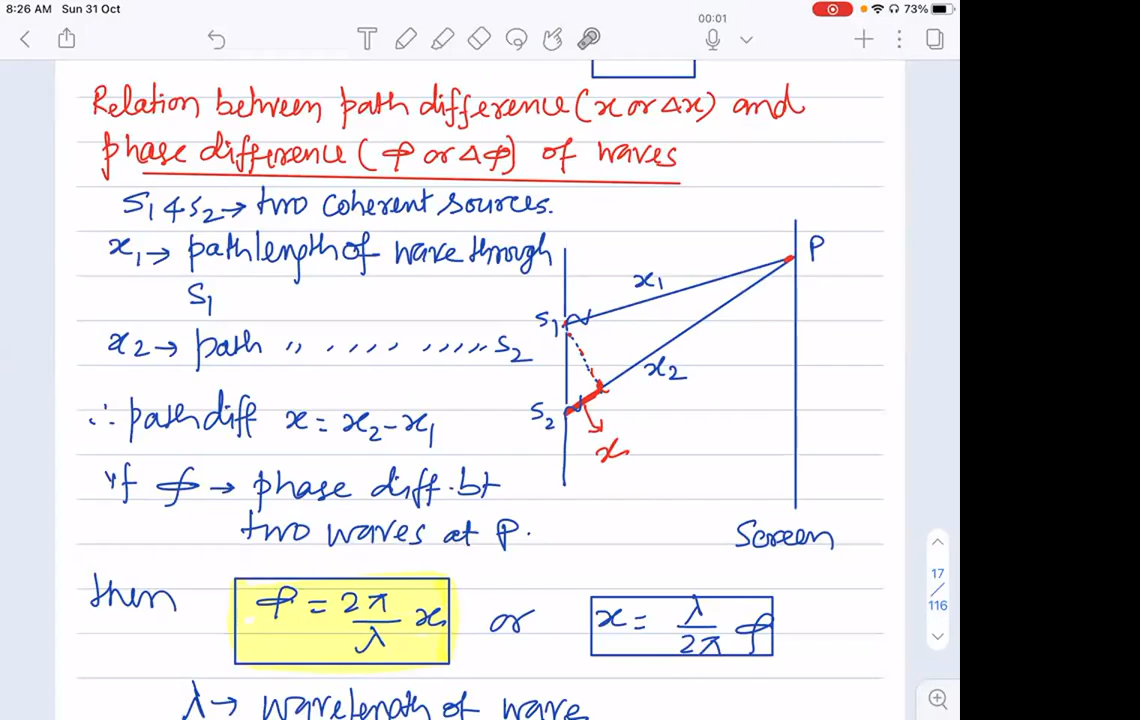 8:26 AM Sun 31 Oct
73%
00:01
Relation between path difference (x or Δx) and
phase difference ( φ or Δφ) of waves
S1 & S2 → two coherent sources.
x1 → path length of wave through
S1
x2 → path ,, ,, ,, ,, ,, S2
∴ path diff x = x2 - x1
If φ → phase diff. bt
two waves at P.
then φ = 2π/λ x or x = λ/2π φ
λ → wavelength of wave
P
x1
S1
x2
S2
x
Screen
17
/
116